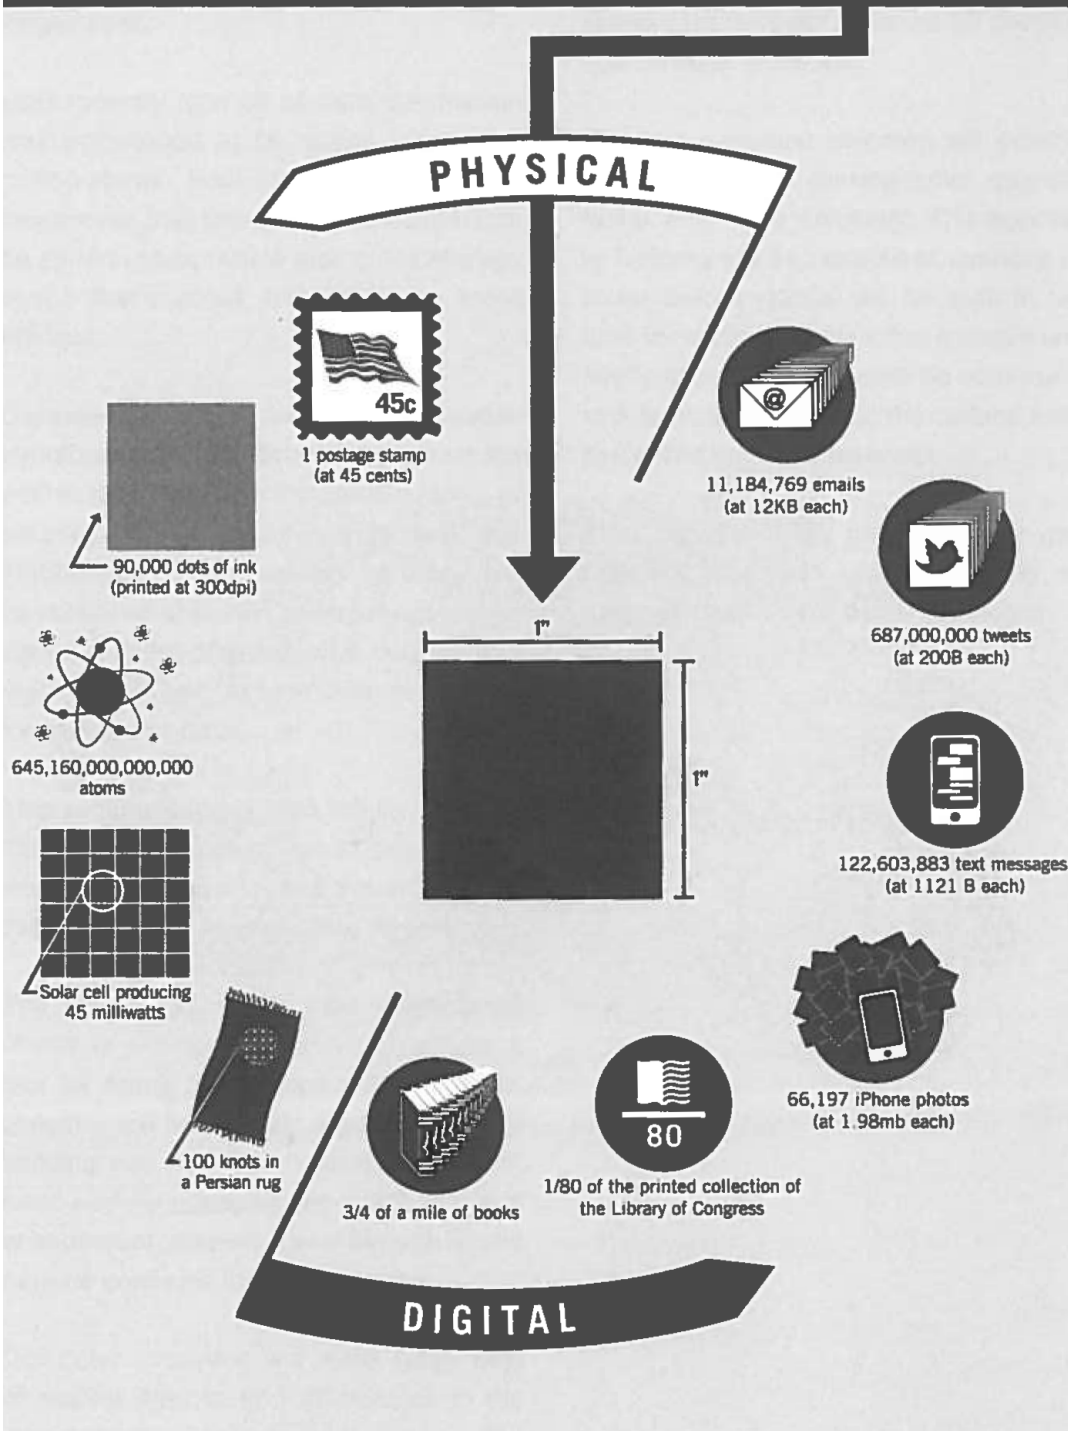 PHYSICAL
45c
1 postage stamp
(at 45 cents)
90,000 dots of ink
(printed at 300dpi)
645,160,000,000,000
atoms
Solar cell producing
45 milliwatts
100 knots in
a Persian rug
1"
1"
@
11,184,769 emails
(at 12KB each)
687,000,000 tweets
(at 200B each)
122,603,883 text messages
(at 1121 B each)
66,197 iPhone photos
(at 1.98mb each)
80
1/80 of the printed collection of
the Library of Congress
3/4 of a mile of books
DIGITAL